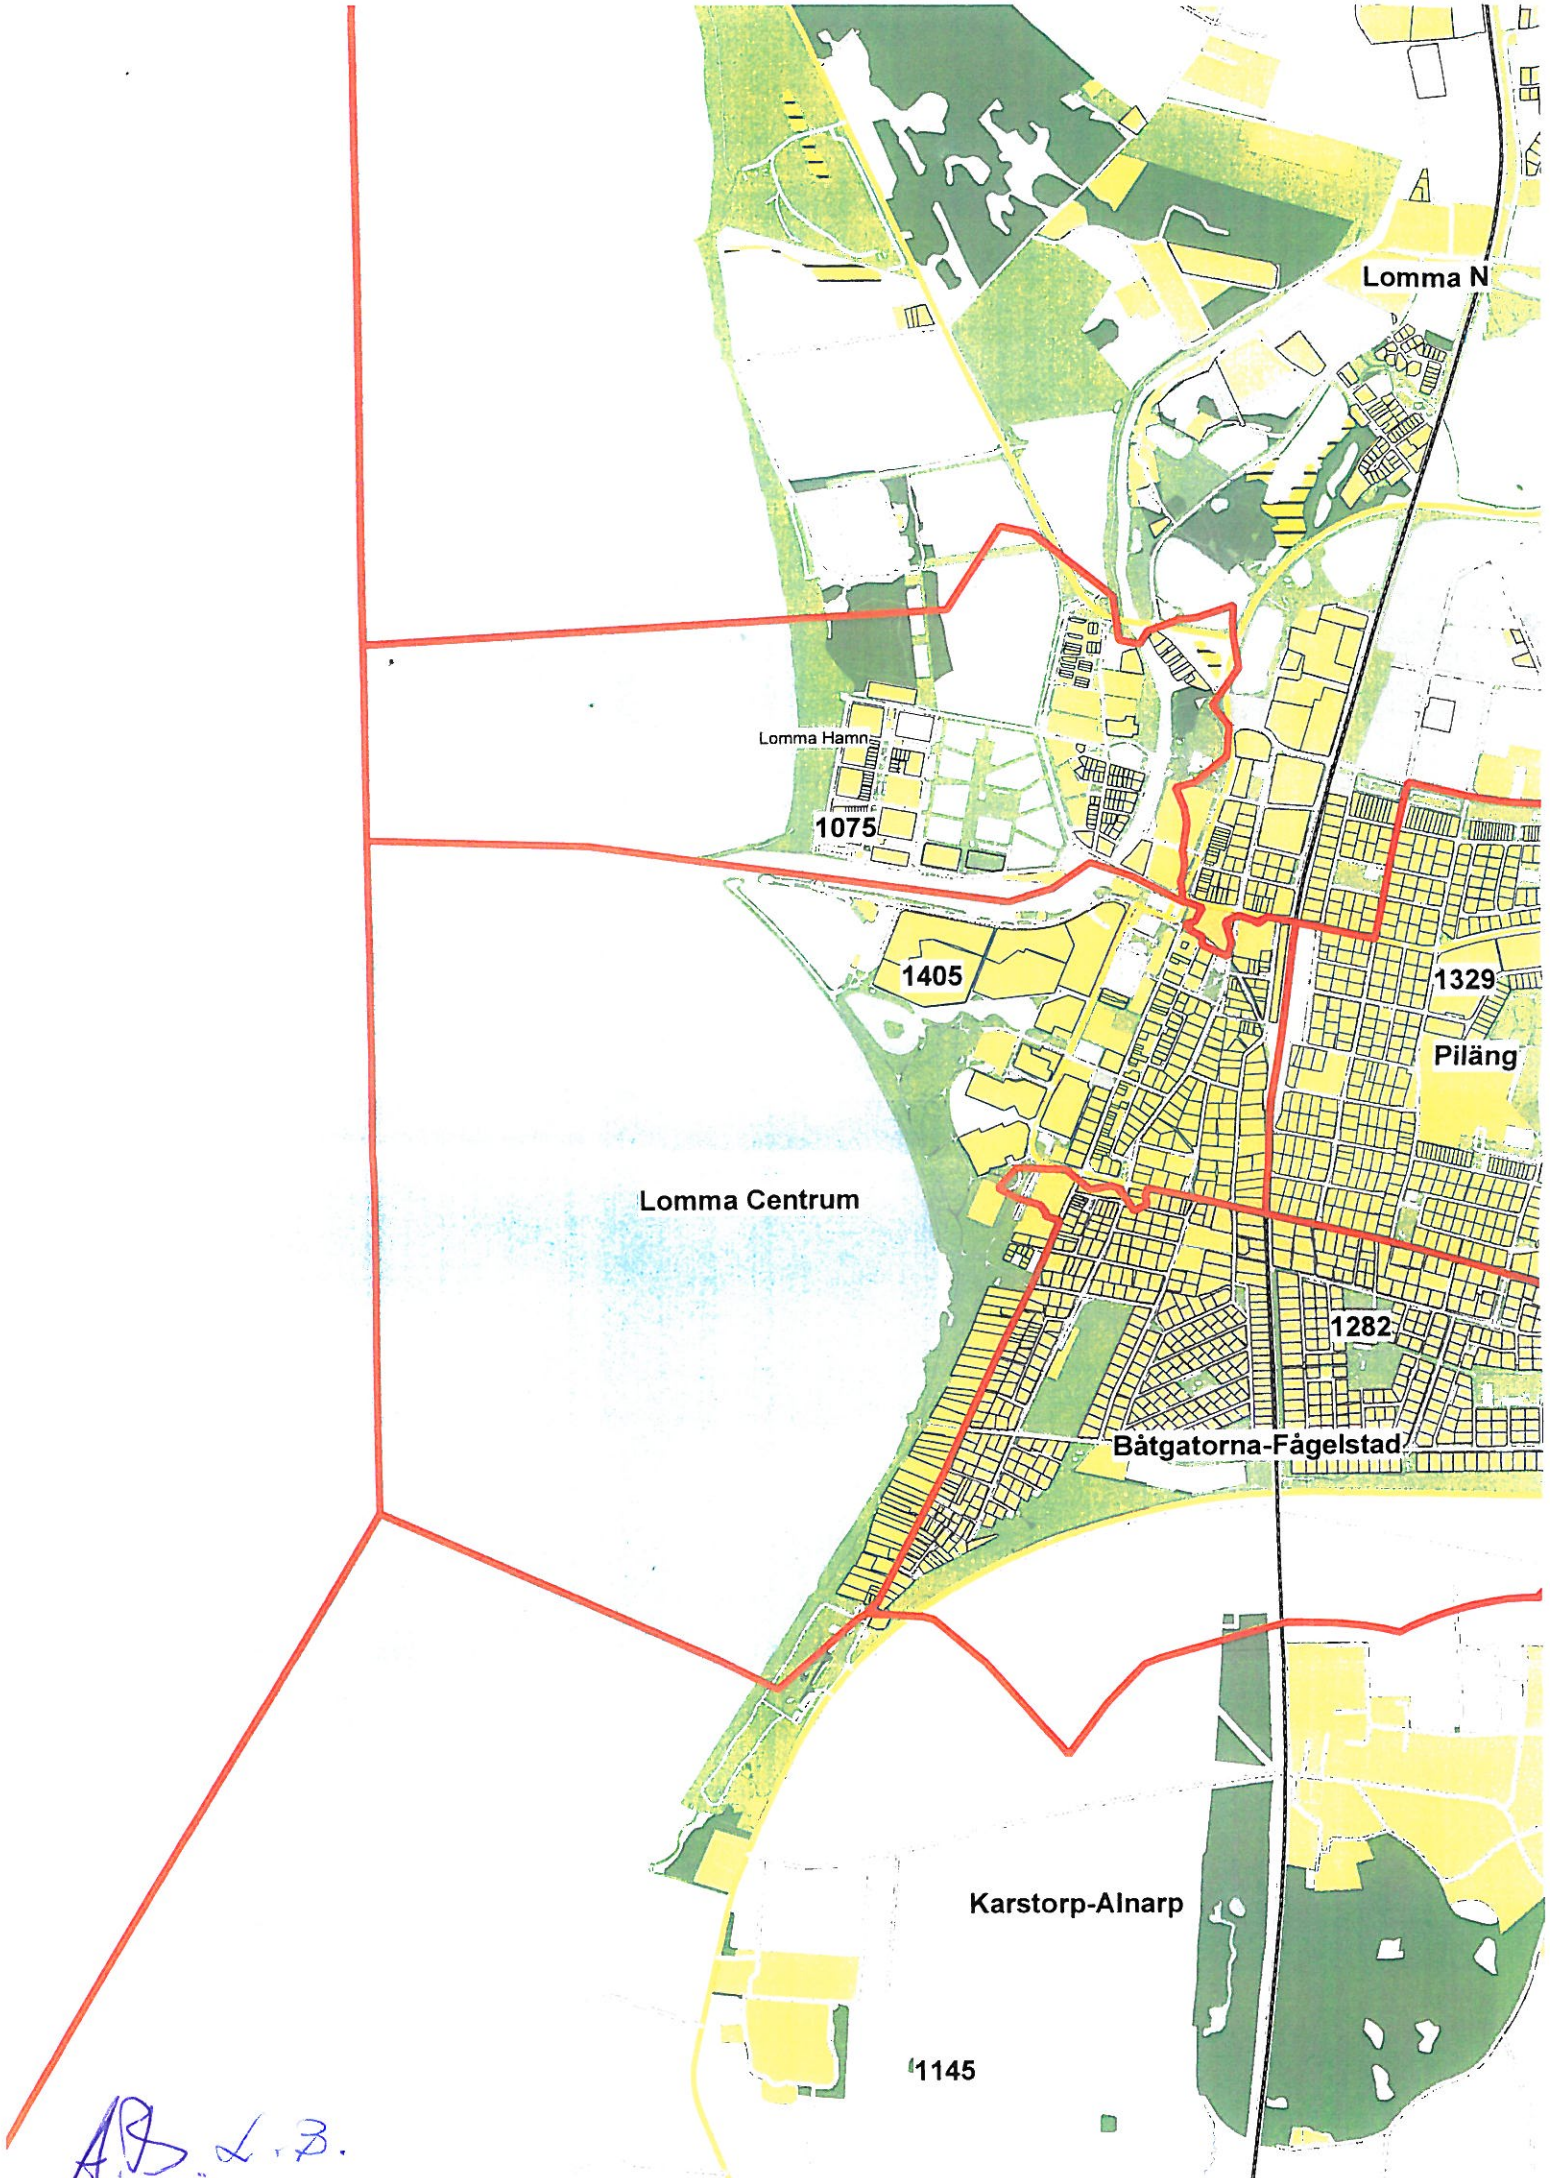 Lomma N
Lomma Hamn
1075
1405
1329
Piläng
Lomma Centrum
1282
Båtgatorna-Fågelstad
Karstorp-Alnarp
1145
L.B.